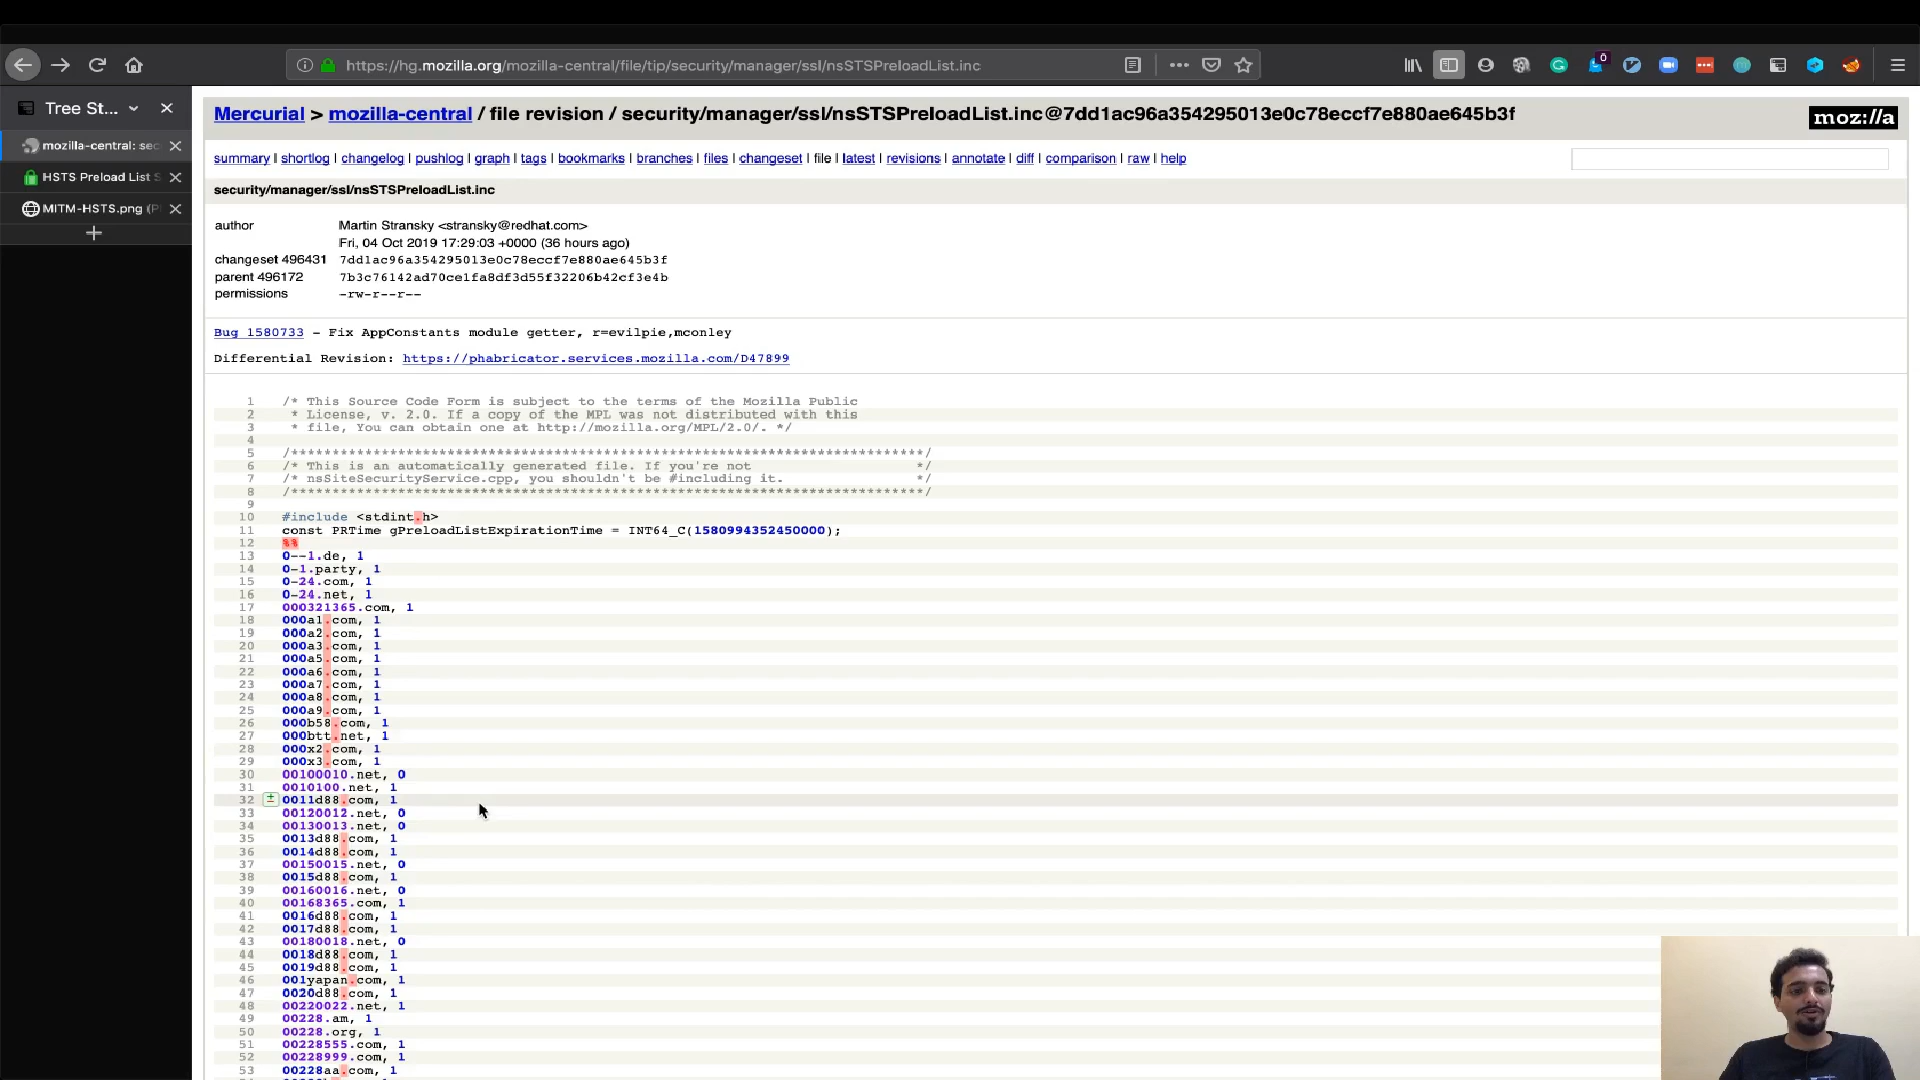 https://hg.mozilla.org/mozilla-central/file/tip/security/manager/ssl/nsSTSPreloadList.inc
0
Tree St...
mozilla-central: sec
HSTS Preload List S
MITM-HSTS.png (P
Mercurial > mozilla-central / file revision / security/manager/ssl/nsSTSPreloadList.inc@7dd1ac96a354295013e0c78eccf7e880ae645b3f
moz://a
summary | shortlog | changelog | pushlog | graph | tags | bookmarks | branches | files | changeset | file | latest | revisions | annotate | diff | comparison | raw | help
security/manager/ssl/nsSTSPreloadList.inc
author Martin Stransky <stransky@redhat.com>
Fri, 04 Oct 2019 17:29:03 +0000 (36 hours ago)
changeset 496431 7dd1ac96a354295013e0c78eccf7e880ae645b3f
parent 496172 7b3c76142ad70ce1fa8df3d55f32206b42cf3e4b
permissions -rw-r--r--
Bug 1580733 - Fix AppConstants module getter, r=evilpie,mconley
Differential Revision: https://phabricator.services.mozilla.com/D47899
1 /* This Source Code Form is subject to the terms of the Mozilla Public
2 * License, v. 2.0. If a copy of the MPL was not distributed with this
3 * file, You can obtain one at http://mozilla.org/MPL/2.0/. */
4
5 /*****************************************************************************/
6 /* This is an automatically generated file. If you're not */
7 /* nsSiteSecurityService.cpp, you shouldn't be #including it. */
8 /*****************************************************************************/
9
10 #include <stdint.h>
11 const PRTime gPreloadListExpirationTime = INT64_C(1580994352450000);
12 %%
13 0--1.de, 1
14 0-1.party, 1
15 0-24.com, 1
16 0-24.net, 1
17 000321365.com, 1
18 000a1.com, 1
19 000a2.com, 1
20 000a3.com, 1
21 000a5.com, 1
22 000a6.com, 1
23 000a7.com, 1
24 000a8.com, 1
25 000a9.com, 1
26 000b58.com, 1
27 000btt.net, 1
28 000x2.com, 1
29 000x3.com, 1
30 00100010.net, 0
31 0010100.net, 1
32 0011d88.com, 1
33 00120012.net, 0
34 00130013.net, 0
35 0013d88.com, 1
36 0014d88.com, 1
37 00150015.net, 0
38 0015d88.com, 1
39 00160016.net, 0
40 00168365.com, 1
41 0016d88.com, 1
42 0017d88.com, 1
43 00180018.net, 0
44 0018d88.com, 1
45 0019d88.com, 1
46 001yapan.com, 1
47 0020d88.com, 1
48 00220022.net, 1
49 00228.am, 1
50 00228.org, 1
51 00228555.com, 1
52 00228999.com, 1
53 00228aa.com, 1